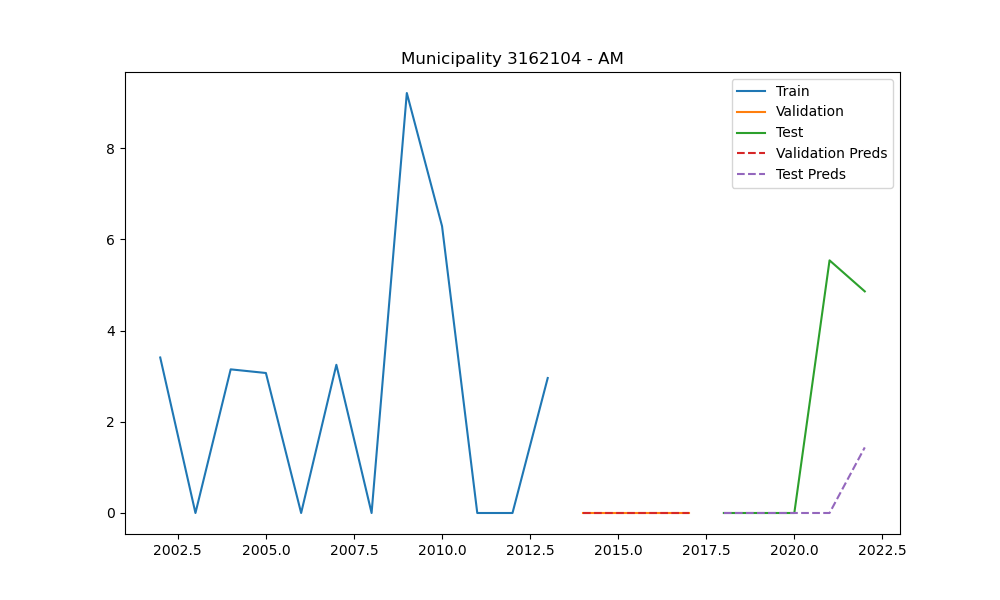 Municipality 3162104 - AM
Train
Validation
Test
Validation Preds
Test Preds
8
6
4
2
0
2002.5 2005.0 2007.5 2010.0 2012.5 2015.0 2017.5 2020.0 2022.5